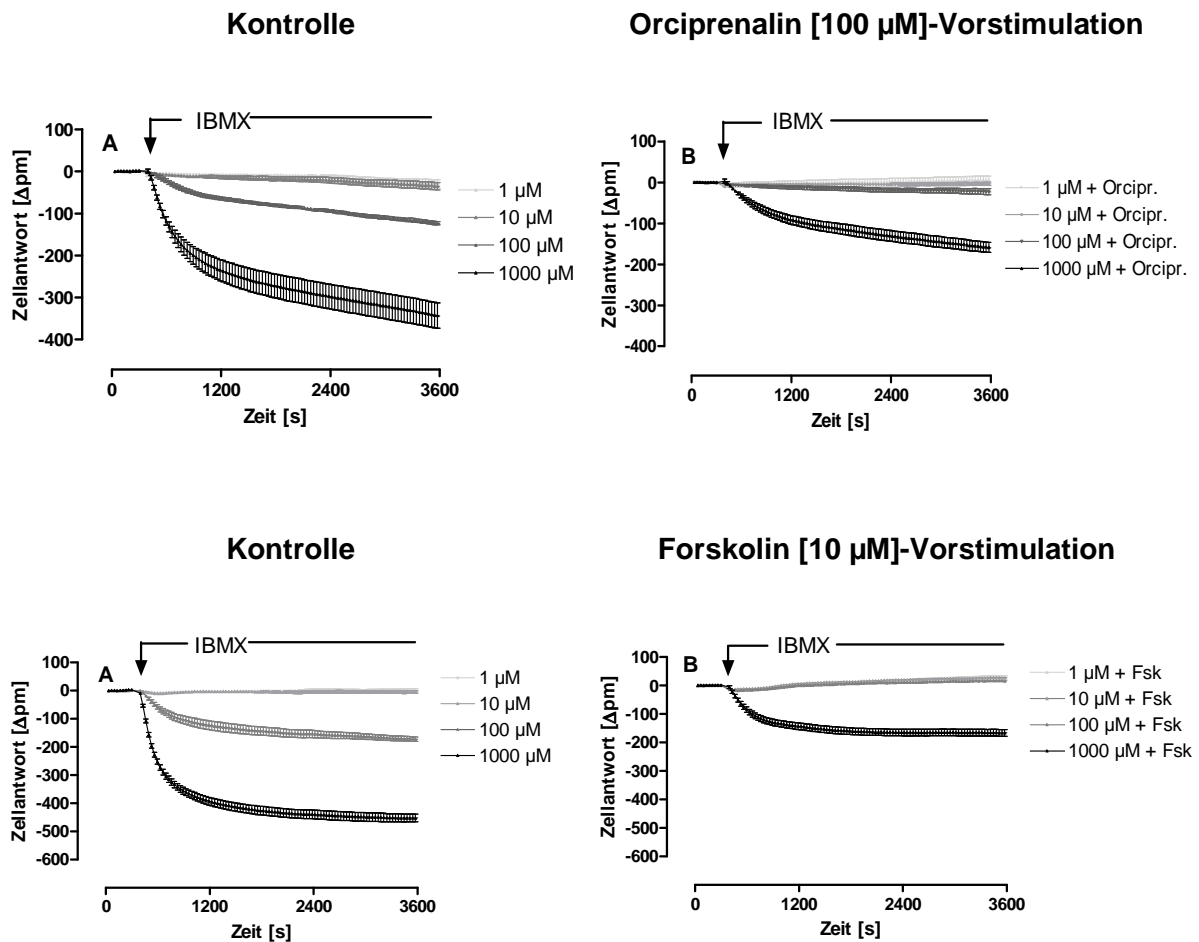 Kontrolle
Orciprenalin [100 µM]-Vorstimulation
A
IBMX
100
0
-100
-200
-300
-400
Zellantwort [Δpm]
1 µM
10 µM
100 µM
1000 µM
0 1200 2400 3600
Zeit [s]
B
IBMX
100
0
-100
-200
-300
-400
Zellantwort [Δpm]
1 µM + Orcipr.
10 µM + Orcipr.
100 µM + Orcipr.
1000 µM + Orcipr.
0 1200 2400 3600
Zeit [s]
Kontrolle
Forskolin [10 µM]-Vorstimulation
A
IBMX
100
0
-100
-200
-300
-400
-500
-600
Zellantwort [Δpm]
1 µM
10 µM
100 µM
1000 µM
0 1200 2400 3600
Zeit [s]
B
IBMX
100
0
-100
-200
-300
-400
-500
-600
Zellantwort [Δpm]
1 µM + Fsk
10 µM + Fsk
100 µM + Fsk
1000 µM + Fsk
0 1200 2400 3600
Zeit [s]